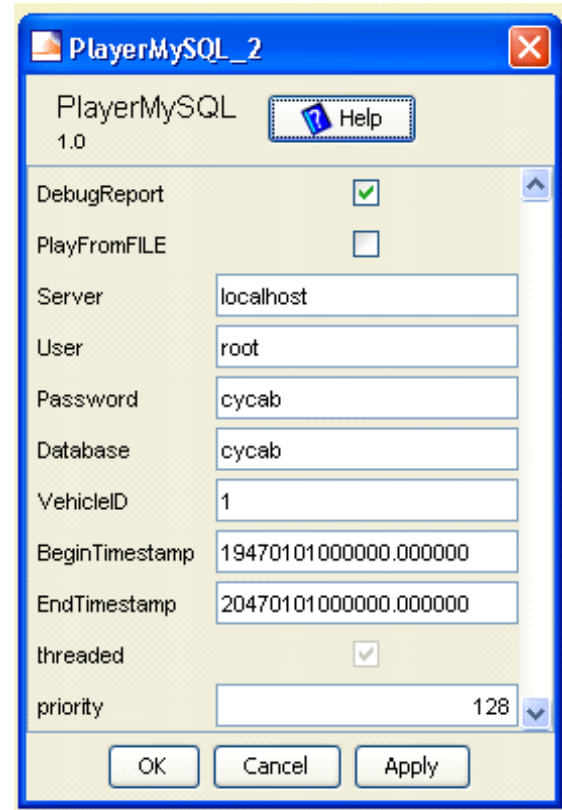 PlayerMySQL_2
PlayerMySQL Help
1.0
DebugReport
PlayFromFILE
Server localhost
User root
Password cycab
Database cycab
VehicleID 1
BeginTimestamp 19470101000000.000000
EndTimestamp 20470101000000.000000
threaded
priority 128
OK Cancel Apply